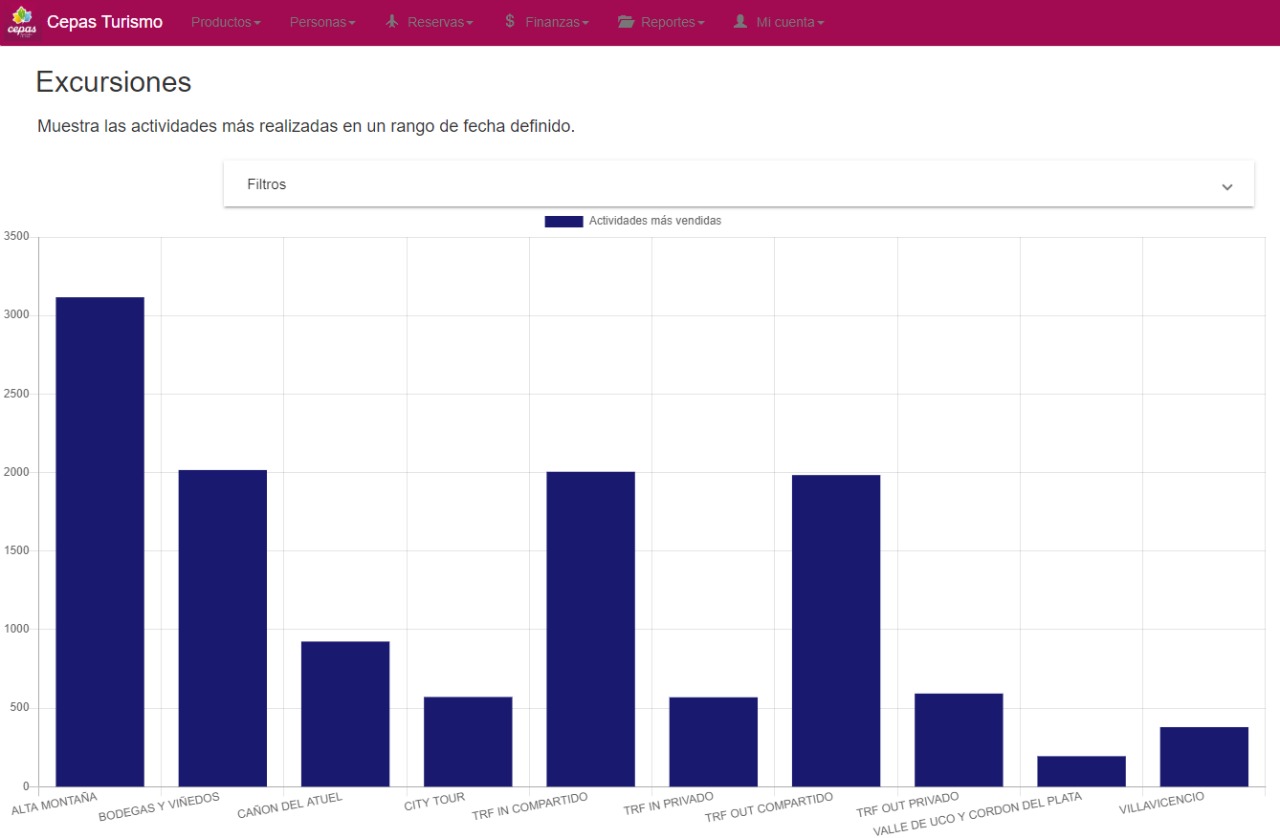 cepas
Cepas Turismo
Productos
Personas
Reservas
$ Finanzas
Reportes
Mi cuenta
Excursiones
Muestra las actividades más realizadas en un rango de fecha definido.
Filtros
Actividades más vendidas
3500
3000
2500
2000
1500
1000
500
0
ALTA MONTAÑA
BODEGAS Y VIÑEDOS
CAÑON DEL ATUEL
CITY TOUR
TRF IN COMPARTIDO
TRF IN PRIVADO
TRF OUT COMPARTIDO
TRF OUT PRIVADO
VALLE DE UCO Y CORDON DEL PLATA
VILLAVICENCIO